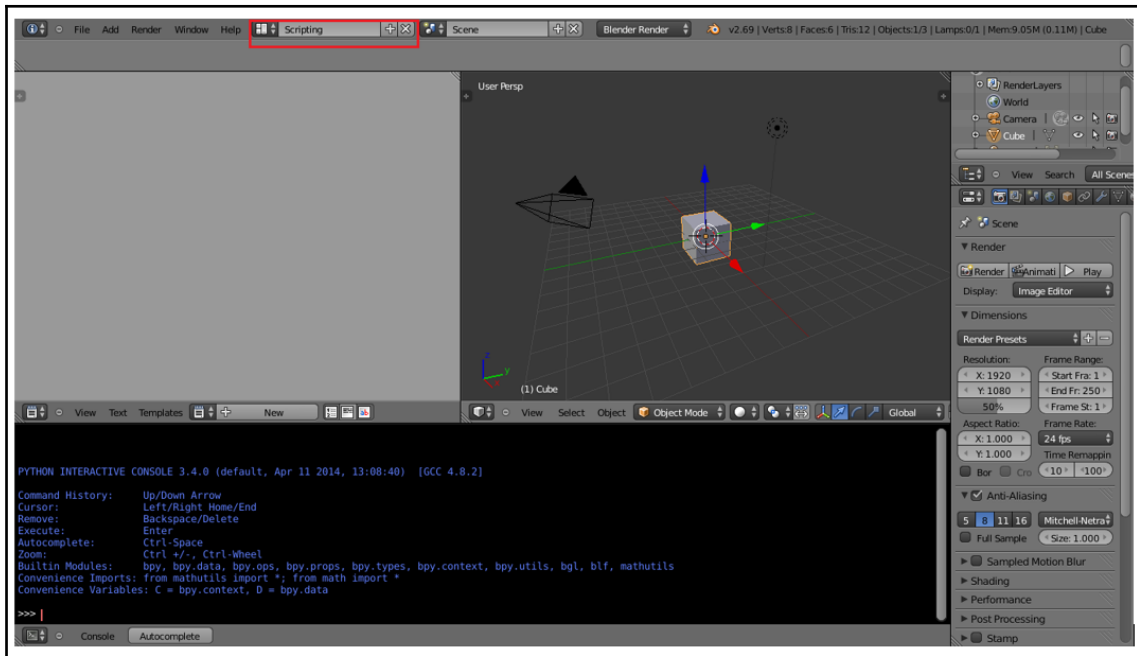 File Add Render Window Help Scripting Scene Blender Render v2.69 | Verts:8 | Faces:6 | Tris:12 | Objects:1/3 | Lamps:0/1 | Mem:9.05M (0.11M) | Cube
User Persp
RenderLayers
World
Camera
Cube
View Search All Scenes
Scene
Render
Render Animati Play
Display: Image Editor
Dimensions
Render Presets
Resolution: Frame Range:
X: 1920 Start Fra: 1
Y: 1080 End Fr: 250
50% Frame St: 1
Aspect Ratio: Frame Rate:
X: 1.000 24 fps
Y: 1.000 Time Remappin
Bor Cro 10 100
Anti-Aliasing
5 8 11 16 Mitchell-Netra
Full Sample Size: 1.000
Sampled Motion Blur
Shading
Performance
Post Processing
Stamp
z
y
(1) Cube
View Text Templates New
View Select Object Object Mode Global
PYTHON INTERACTIVE CONSOLE 3.4.0 (default, Apr 11 2014, 13:08:40) [GCC 4.8.2]
Command History: Up/Down Arrow
Cursor: Left/Right Home/End
Remove: Backspace/Delete
Execute: Enter
Autocomplete: Ctrl-Space
Zoom: Ctrl +/-, Ctrl-Wheel
Builtin Modules: bpy, bpy.data, bpy.ops, bpy.props, bpy.types, bpy.context, bpy.utils, bgl, blf, mathutils
Convenience Imports: from mathutils import *; from math import *
Convenience Variables: C = bpy.context, D = bpy.data
>>>
Console Autocomplete